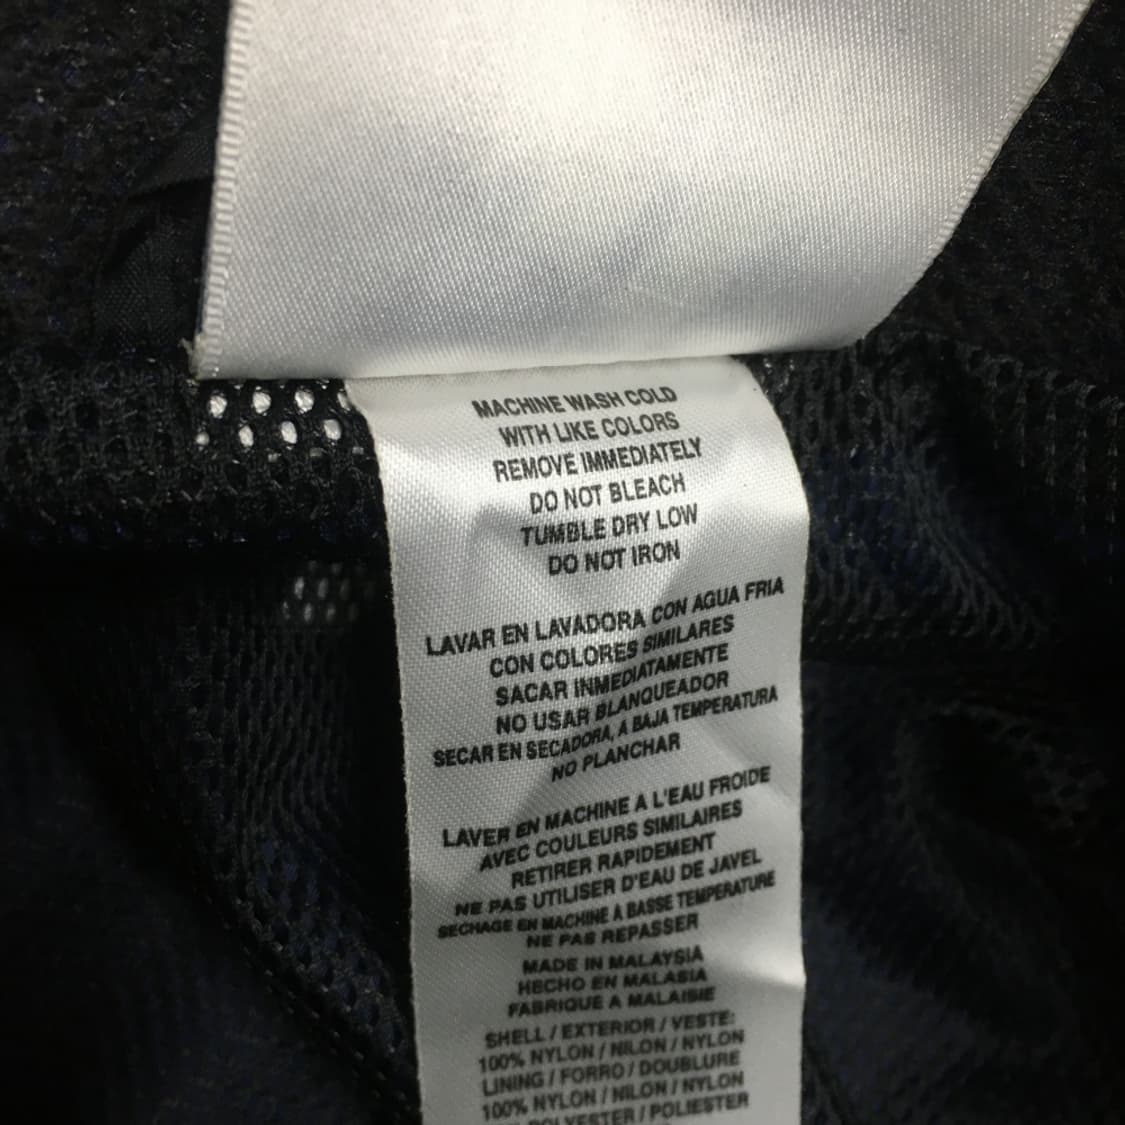 MACHINE WASH COLD
WITH LIKE COLORS
REMOVE IMMEDIATELY
DO NOT BLEACH
TUMBLE DRY LOW
DO NOT IRON
LAVAR EN LAVADORA CON AGUA FRIA
CON COLORES SIMILARES
SACAR INMEDIATAMENTE
NO USAR BLANQUEADOR
SECAR EN SECADORA, A BAJA TEMPERATURA
NO PLANCHAR
LAVER EN MACHINE A L'EAU FROIDE
AVEC COULEURS SIMILAIRES
RETIRER RAPIDEMENT
NE PAS UTILISER D'EAU DE JAVEL
SECHAGE EN MACHINE A BASSE TEMPERATURE
NE PAS REPASSER
MADE IN MALAYSIA
HECHO EN MALASIA
FABRIQUE A MALAISIE
SHELL / EXTERIOR / VESTE:
100% NYLON / NILON / NYLON
LINING / FORRO / DOUBLURE
100% NYLON / NILON / NYLON
POLYESTER / POLIESTER